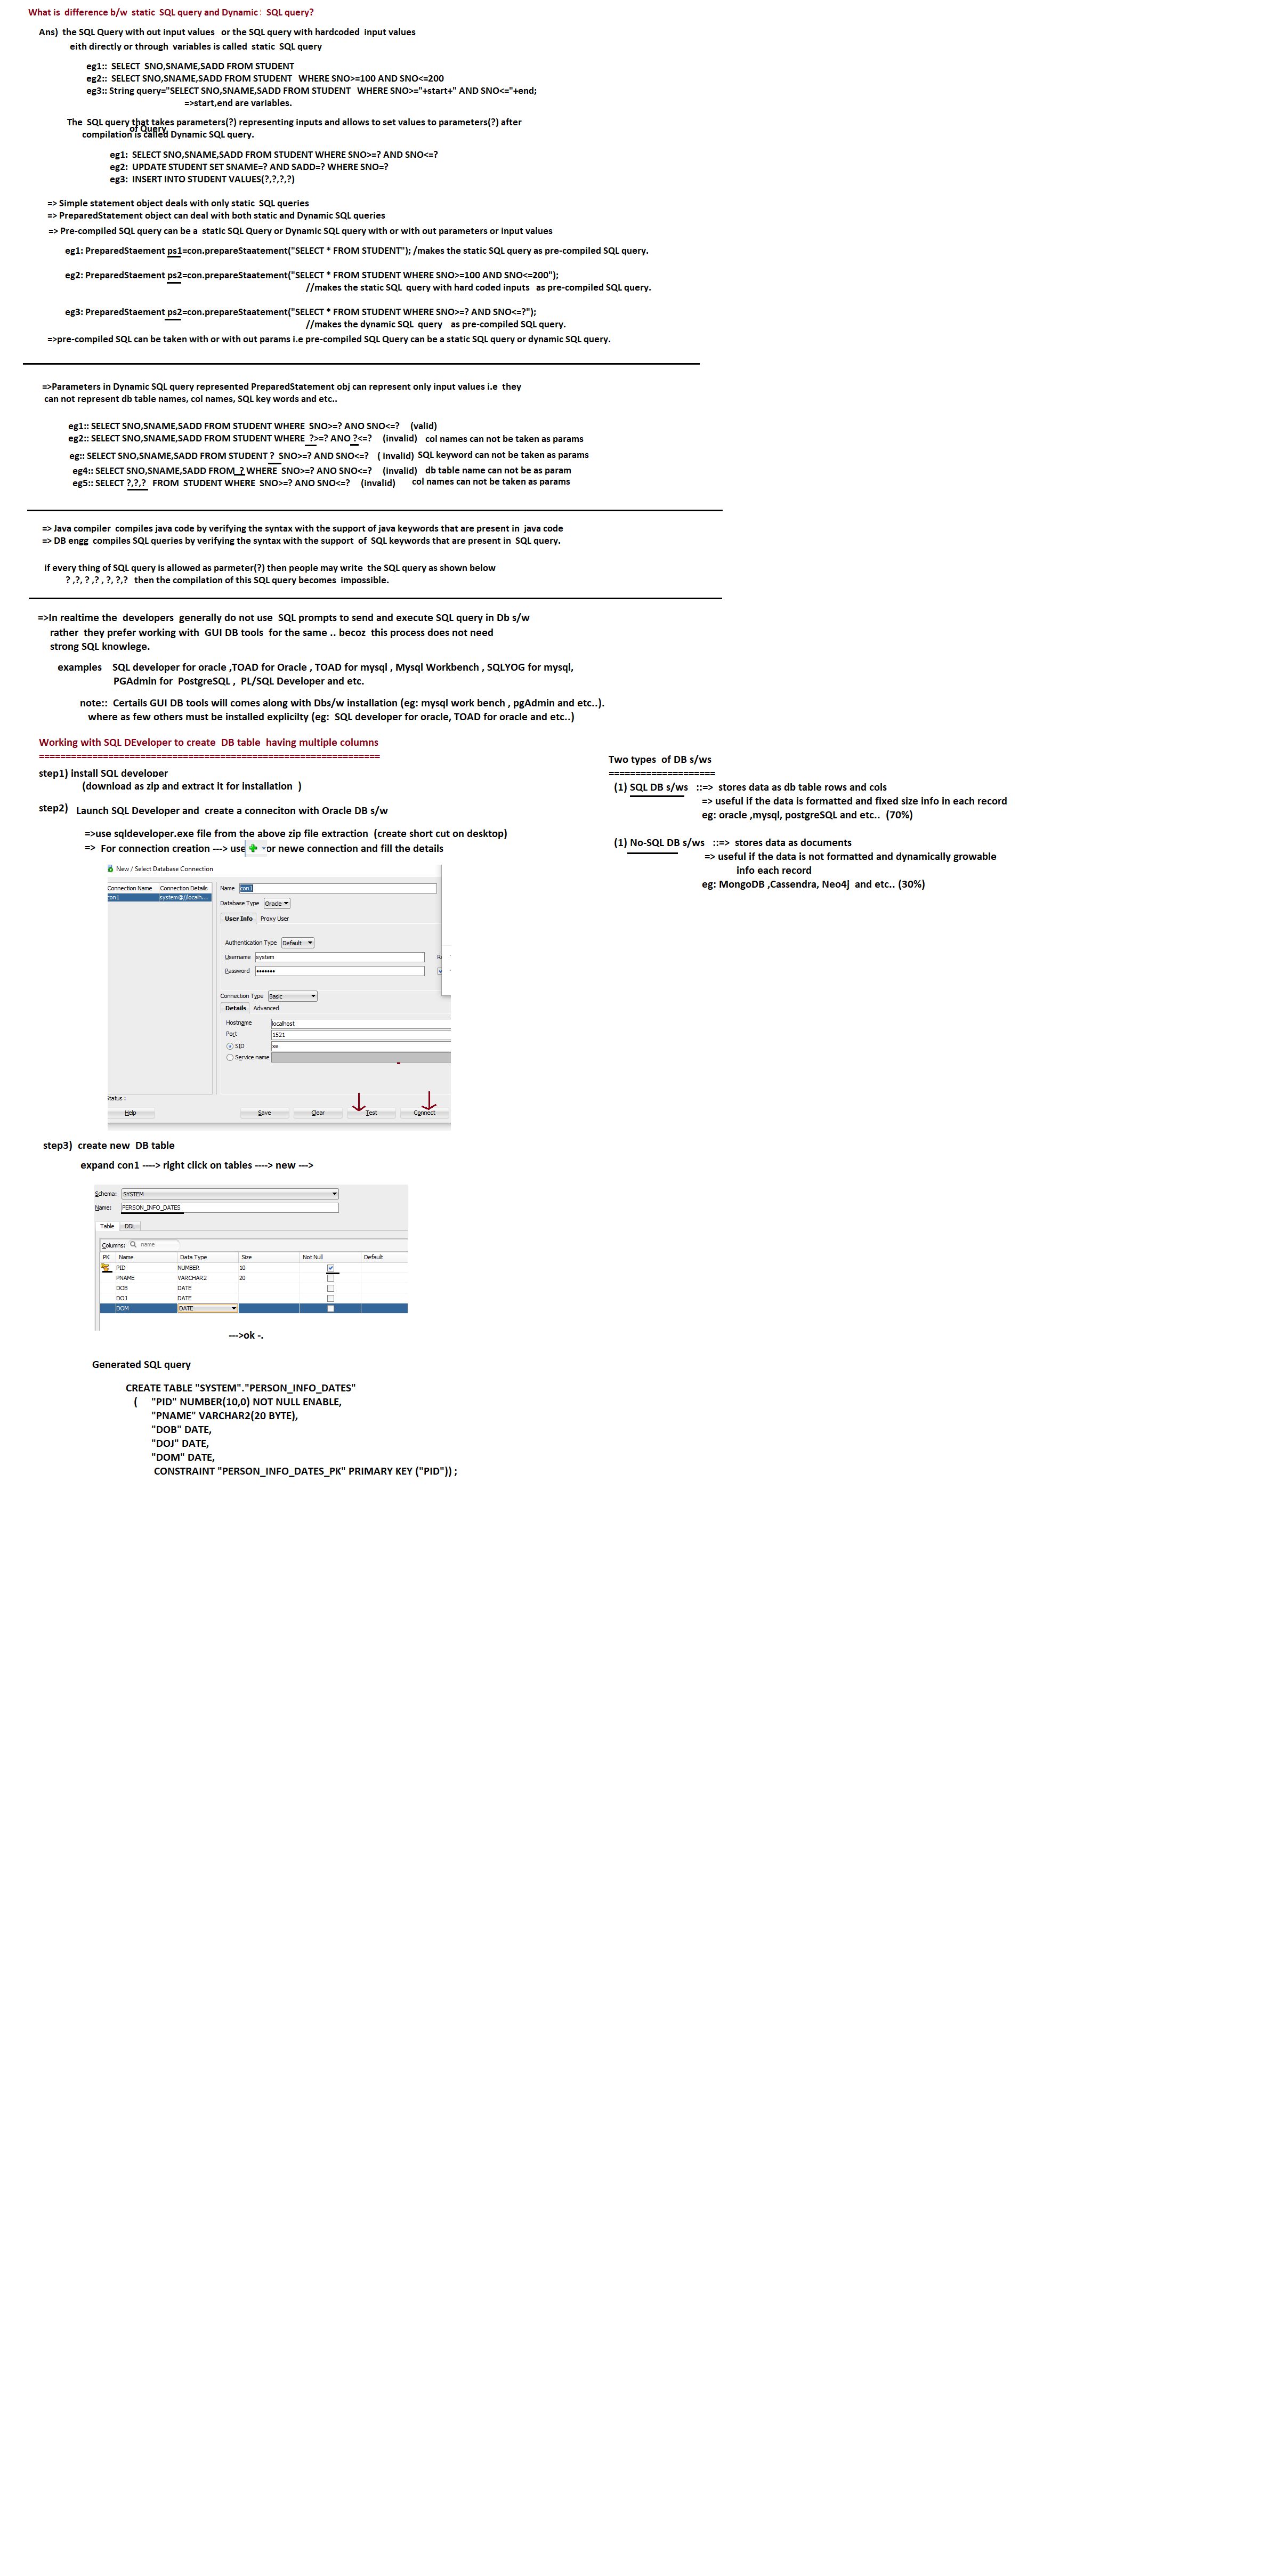 What is difference b/w static SQL query and Dynamic : SQL query?
Ans) the SQL Query with out input values or the SQL query with hardcoded input values
eith directly or through variables is called static SQL query
eg1:: SELECT SNO,SNAME,SADD FROM STUDENT
eg2:: SELECT SNO,SNAME,SADD FROM STUDENT WHERE SNO>=100 AND SNO<=200
eg3:: String query="SELECT SNO,SNAME,SADD FROM STUDENT WHERE SNO>="+start+" AND SNO<="+end;
=>start,end are variables.
The SQL query that takes parameters(?) representing inputs and allows to set values to parameters(?) after
of Query,
compilation is called Dynamic SQL query.
eg1: SELECT SNO,SNAME,SADD FROM STUDENT WHERE SNO>=? AND SNO<=?
eg2: UPDATE STUDENT SET SNAME=? AND SADD=? WHERE SNO=?
eg3: INSERT INTO STUDENT VALUES(?,?,?,?)
=> Simple statement object deals with only static SQL queries
=> PreparedStatement object can deal with both static and Dynamic SQL queries
=> Pre-compiled SQL query can be a static SQL Query or Dynamic SQL query with or with out parameters or input values
eg1: PreparedStaement ps1=con.prepareStaatement("SELECT * FROM STUDENT"); /makes the static SQL query as pre-compiled SQL query.
eg2: PreparedStaement ps2=con.prepareStaatement("SELECT * FROM STUDENT WHERE SNO>=100 AND SNO<=200");
//makes the static SQL query with hard coded inputs as pre-compiled SQL query.
eg3: PreparedStaement ps2=con.prepareStaatement("SELECT * FROM STUDENT WHERE SNO>=? AND SNO<=?");
//makes the dynamic SQL query as pre-compiled SQL query.
=>pre-compiled SQL can be taken with or with out params i.e pre-compiled SQL Query can be a static SQL query or dynamic SQL query.
=>Parameters in Dynamic SQL query represented PreparedStatement obj can represent only input values i.e they
can not represent db table names, col names, SQL key words and etc..
eg1:: SELECT SNO,SNAME,SADD FROM STUDENT WHERE SNO>=? ANO SNO<=? (valid)
eg2:: SELECT SNO,SNAME,SADD FROM STUDENT WHERE ?>=? ANO ?<=? (invalid) col names can not be taken as params
eg:: SELECT SNO,SNAME,SADD FROM STUDENT ? SNO>=? AND SNO<=? ( invalid) SQL keyword can not be taken as params
eg4:: SELECT SNO,SNAME,SADD FROM ? WHERE SNO>=? ANO SNO<=? (invalid) db table name can not be as param
eg5:: SELECT ?,?,? FROM STUDENT WHERE SNO>=? ANO SNO<=? (invalid) col names can not be taken as params
=> Java compiler compiles java code by verifying the syntax with the support of java keywords that are present in java code
=> DB engg compiles SQL queries by verifying the syntax with the support of SQL keywords that are present in SQL query.
if every thing of SQL query is allowed as parmeter(?) then people may write the SQL query as shown below
? ,?, ? ,? , ?, ?,? then the compilation of this SQL query becomes impossible.
=>In realtime the developers generally do not use SQL prompts to send and execute SQL query in Db s/w
rather they prefer working with GUI DB tools for the same .. becoz this process does not need
strong SQL knowlege.
examples SQL developer for oracle ,TOAD for Oracle , TOAD for mysql , Mysql Workbench , SQLYOG for mysql,
PGAdmin for PostgreSQL , PL/SQL Developer and etc.
note:: Certails GUI DB tools will comes along with Dbs/w installation (eg: mysql work bench , pgAdmin and etc..).
where as few others must be installed explicilty (eg: SQL developer for oracle, TOAD for oracle and etc..)
Working with SQL DEveloper to create DB table having multiple columns
================================================================
step1) install SQL developer
(download as zip and extract it for installation )
step2) Launch SQL Developer and create a conneciton with Oracle DB s/w
=>use sqldeveloper.exe file from the above zip file extraction (create short cut on desktop)
=> For connection creation ---> use or newe connection and fill the details
New / Select Database Connection
Connection Name Connection Details
con1 system@//localh...
Name con1
Database Type Oracle
User Info Proxy User
Authentication Type Default
Username system
Password •••••••
Connection Type Basic
Details Advanced
Hostname localhost
Port 1521
SID xe
Service name
Status :
Help Save Clear Test Connect
step3) create new DB table
expand con1 ----> right click on tables ----> new --->
Schema: SYSTEM
Name: PERSON_INFO_DATES
Table DDL
Columns: name
PK Name Data Type Size Not Null Default
PID NUMBER 10
PNAME VARCHAR2 20
DOB DATE
DOJ DATE
DOM DATE
--->ok -.
Generated SQL query
CREATE TABLE "SYSTEM"."PERSON_INFO_DATES"
( "PID" NUMBER(10,0) NOT NULL ENABLE,
"PNAME" VARCHAR2(20 BYTE),
"DOB" DATE,
"DOJ" DATE,
"DOM" DATE,
CONSTRAINT "PERSON_INFO_DATES_PK" PRIMARY KEY ("PID")) ;
Two types of DB s/ws
====================
(1) SQL DB s/ws ::=> stores data as db table rows and cols
=> useful if the data is formatted and fixed size info in each record
eg: oracle ,mysql, postgreSQL and etc.. (70%)
(1) No-SQL DB s/ws ::=> stores data as documents
=> useful if the data is not formatted and dynamically growable
info each record
eg: MongoDB ,Cassendra, Neo4j and etc.. (30%)